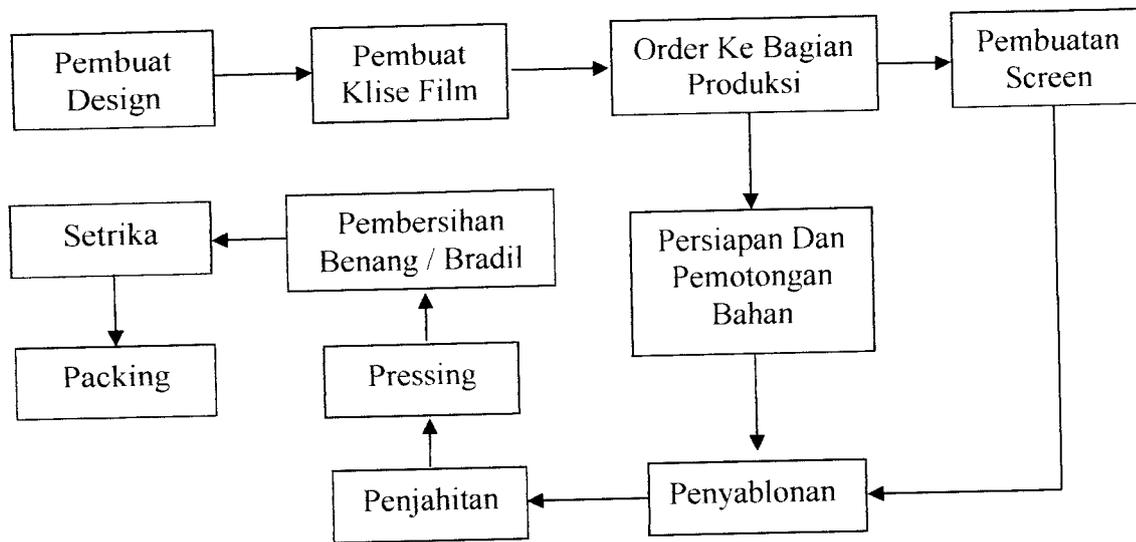 Pembuat
Design
Pembuat
Klise Film
Order Ke Bagian
Produksi
Pembuatan
Screen
Setrika
Pembersihan
Benang / Bradil
Persiapan Dan
Pemotongan
Bahan
Packing
Pressing
Penjahitan
Penyablonan